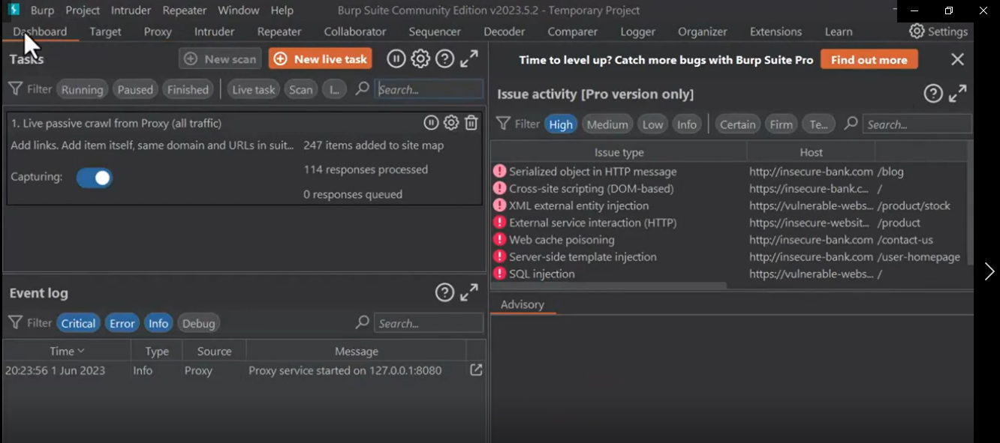 Burp Project Intruder Repeater Window Help Burp Suite Community Edition v2023.5.2 - Temporary Project
Dashboard Target Proxy Intruder Repeater Collaborator Sequencer Decoder Comparer Logger Organizer Extensions Learn Settings
Tasks New scan New live task
Filter Running Paused Finished Live task Scan I... Search...
1. Live passive crawl from Proxy (all traffic)
Add links. Add item itself, same domain and URLs in suit... 247 items added to site map
114 responses processed
Capturing:
0 responses queued
Event log
Filter Critical Error Info Debug Search...
Time Type Source Message
20:23:56 1 Jun 2023 Info Proxy Proxy service started on 127.0.0.1:8080
Time to level up? Catch more bugs with Burp Suite Pro Find out more
Issue activity [Pro version only]
Filter High Medium Low Info Certain Firm Te... Search...
Issue type Host
Serialized object in HTTP message http://insecure-bank.com /blog
Cross-site scripting (DOM-based) https://insecure-bank.c... /
XML external entity injection https://vulnerable-webs... /product/stock
External service interaction (HTTP) https://insecure-websit... /product
Web cache poisoning http://insecure-bank.com /contact-us
Server-side template injection http://insecure-bank.com /user-homepage
SQL injection https://vulnerable-webs... /
Advisory